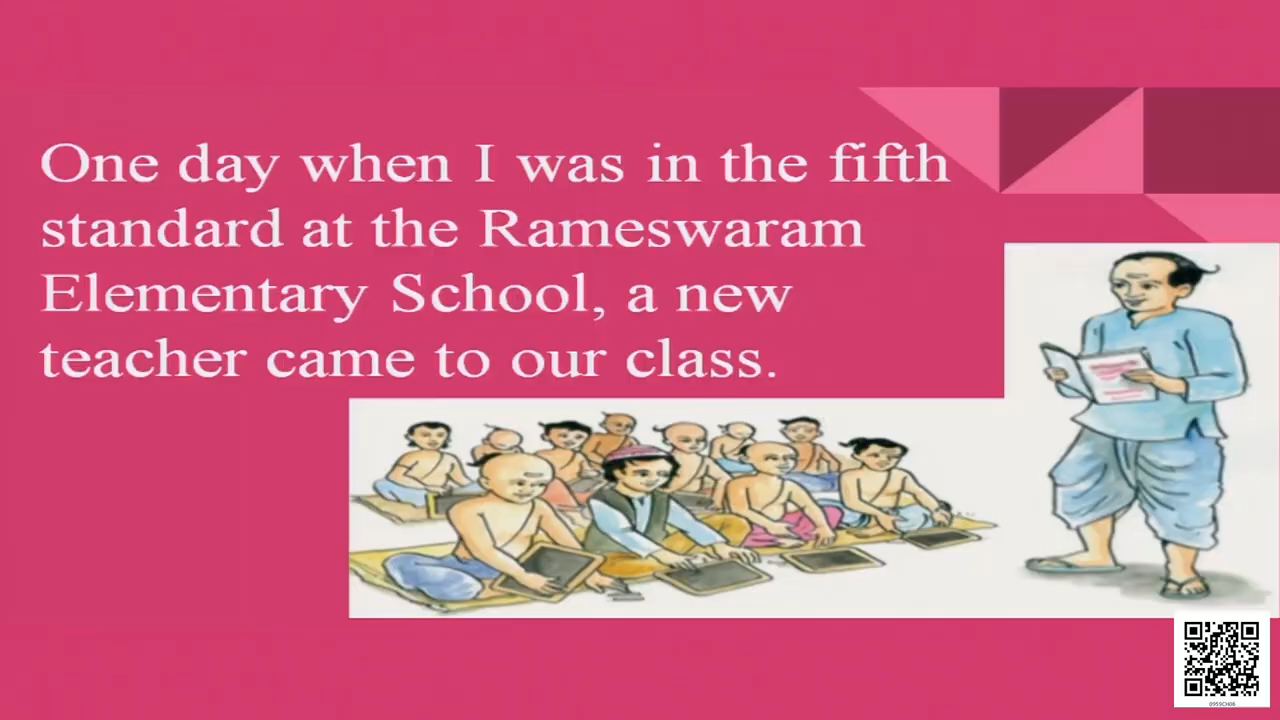 One day when I was in the fifth
standard at the Rameswaram
Elementary School, a new
teacher came to our class.
0959CH06